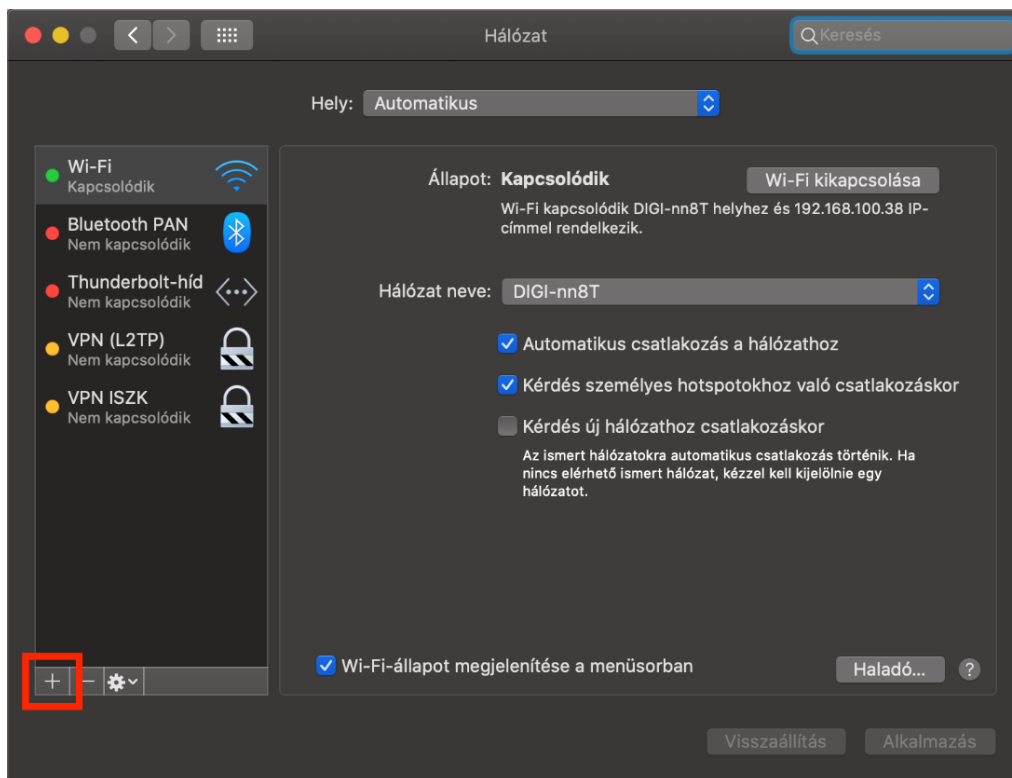 Hálózat
Keresés
Hely: Automatikus
Wi-Fi
Kapcsolódik
Bluetooth PAN
Nem kapcsolódik
Thunderbolt-híd
Nem kapcsolódik
VPN (L2TP)
Nem kapcsolódik
VPN ISZK
Nem kapcsolódik
Állapot: Kapcsolódik
Wi-Fi kikapcsolása
Wi-Fi kapcsolódik DIGI-nn8T helyhez és 192.168.100.38 IP-
címmel rendelkezik.
Hálózat neve: DIGI-nn8T
Automatikus csatlakozás a hálózathoz
Kérdés személyes hotspotokhoz való csatlakozáskor
Kérdés új hálózathoz csatlakozáskor
Az ismert hálózatokra automatikus csatlakozás történik. Ha
nincs elérhető ismert hálózat, kézzel kell kijelölnie egy
hálózatot.
Wi-Fi-állapot megjelenítése a menüsorban
Haladó... ?
Visszaállítás Alkalmazás